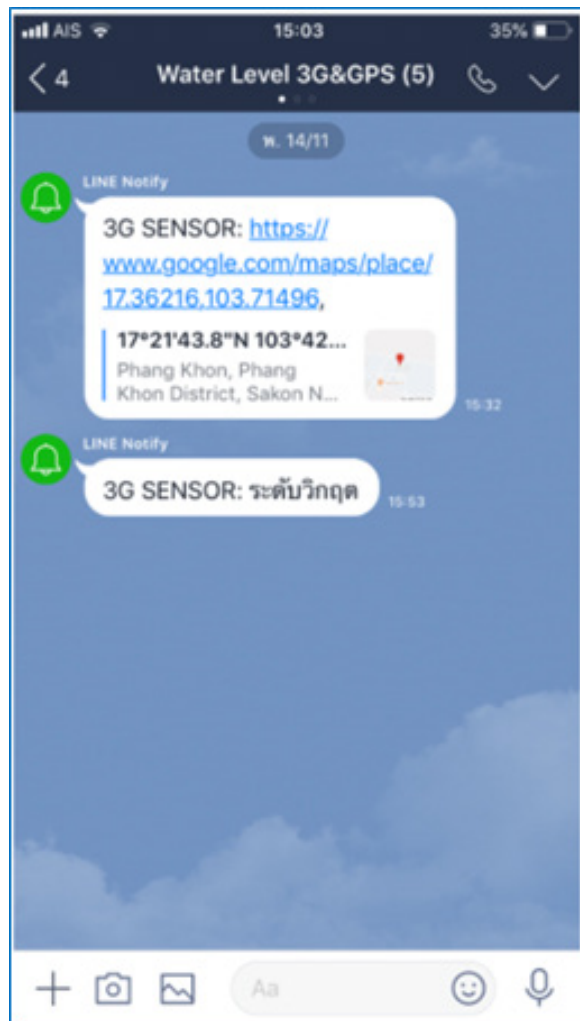 AIS 15:03 35%
4 Water Level 3G&GPS (5)
พ. 14/11
LINE Notify
3G SENSOR: https://
www.google.com/maps/place/
17.36216,103.71496,
17°21'43.8"N 103°42...
Phang Khon, Phang
Khon District, Sakon N...
15:32
LINE Notify
3G SENSOR: ระดับวิกฤต
15:53
Aa